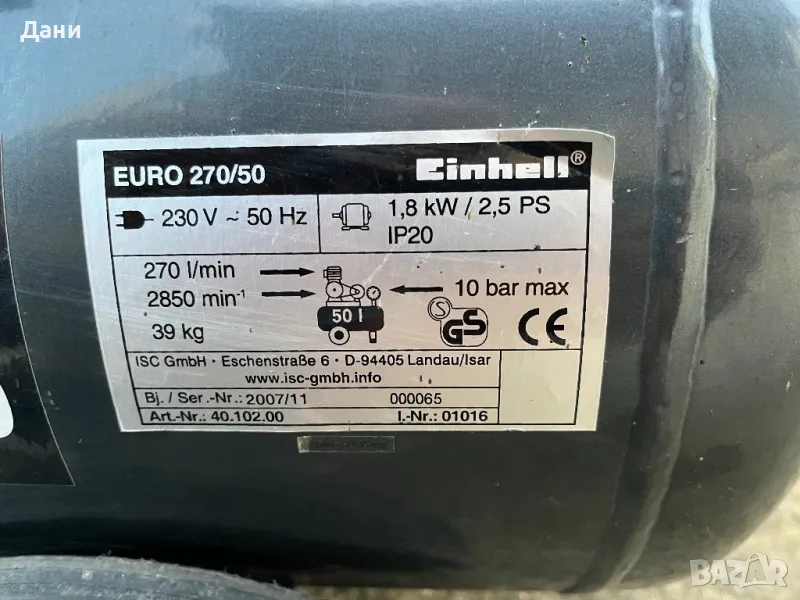 Дани
EURO 270/50
Einhell®
230 V ~ 50 Hz
1,8 kW / 2,5 PS
IP20
270 l/min
2850 min⁻¹
39 kg
50 l
10 bar max
S
GS
CE
ISC GmbH · Eschenstraße 6 · D-94405 Landau/Isar
www.isc-gmbh.info
Bj. / Ser.-Nr.: 2007/11 000065
Art.-Nr.: 40.102.00 I.-Nr.: 01016
BAZAR